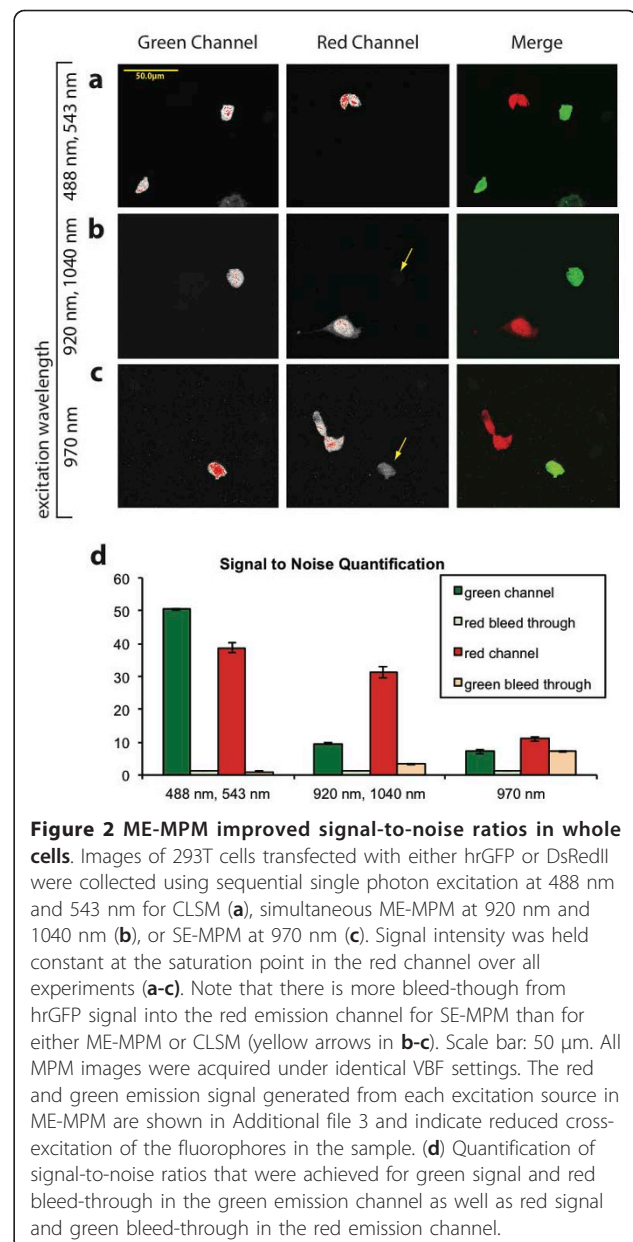 Green Channel Red Channel Merge
a
50.0µm
488 nm, 543 nm
b
920 nm, 1040 nm
c
970 nm
excitation wavelength
d
Signal to Noise Quantification
60
50
40
30
20
10
0
green channel
red bleed through
red channel
green bleed through
488 nm, 543 nm 920 nm, 1040 nm 970 nm
Figure 2 ME-MPM improved signal-to-noise ratios in whole
cells. Images of 293T cells transfected with either hrGFP or DsRedII
were collected using sequential single photon excitation at 488 nm
and 543 nm for CLSM (a), simultaneous ME-MPM at 920 nm and
1040 nm (b), or SE-MPM at 970 nm (c). Signal intensity was held
constant at the saturation point in the red channel over all
experiments (a-c). Note that there is more bleed-though from
hrGFP signal into the red emission channel for SE-MPM than for
either ME-MPM or CLSM (yellow arrows in b-c). Scale bar: 50 μm. All
MPM images were acquired under identical VBF settings. The red
and green emission signal generated from each excitation source in
ME-MPM are shown in Additional file 3 and indicate reduced cross-
excitation of the fluorophores in the sample. (d) Quantification of
signal-to-noise ratios that were achieved for green signal and red
bleed-through in the green emission channel as well as red signal
and green bleed-through in the red emission channel.